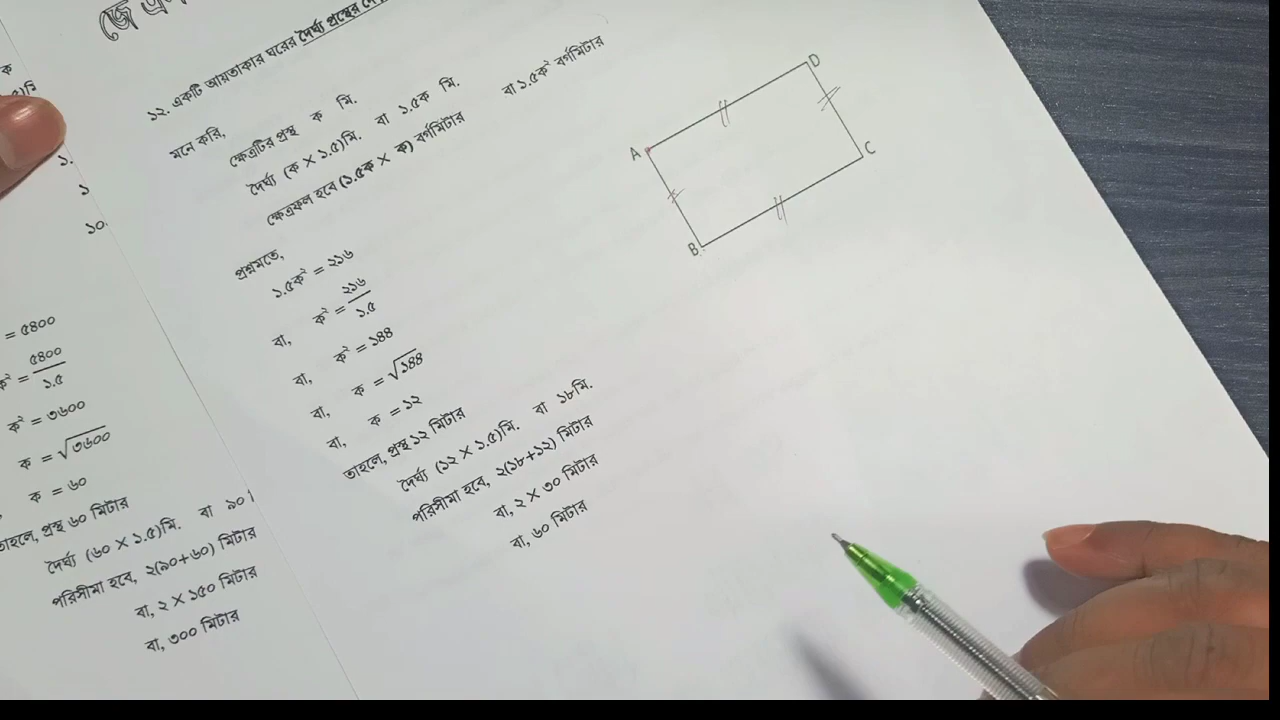 ১২. একটি আয়তাকার ঘরের দৈর্ঘ্য প্রস্থের
মনে করি,
ক্ষেত্রটির প্রস্থ ক মি.
দৈর্ঘ্য (ক X ১.৫)মি. বা ১.৫ক মি.
ক্ষেত্রফল হবে (১.৫ক X ক) বর্গমিটার বা ১.৫ক² বর্গমিটার
প্রশ্নমতে,
১.৫ক² = ২১৬
বা, ক² = ২১৬/১.৫
বা, ক² = ১৪৪
বা, ক = √১৪৪
বা, ক = ১২
তাহলে, প্রস্থ ১২ মিটার
দৈর্ঘ্য (১২ X ১.৫)মি. বা ১৮মি.
পরিসীমা হবে, ২(১৮+১২) মিটার
বা, ২ X ৩০ মিটার
বা, ৬০ মিটার
A
D
C
B
ক
১.
১
১০.
= ৫৪০০
ক² = ৫৪০০/১.৫
ক² = ৩৬০০
ক = √৩৬০০
ক = ৬০
তাহলে, প্রস্থ ৬০ মিটার
দৈর্ঘ্য (৬০ X ১.৫)মি. বা ৯০
পরিসীমা হবে, ২(৯০+৬০) মিটার
বা, ২ X ১৫০ মিটার
বা, ৩০০ মিটার